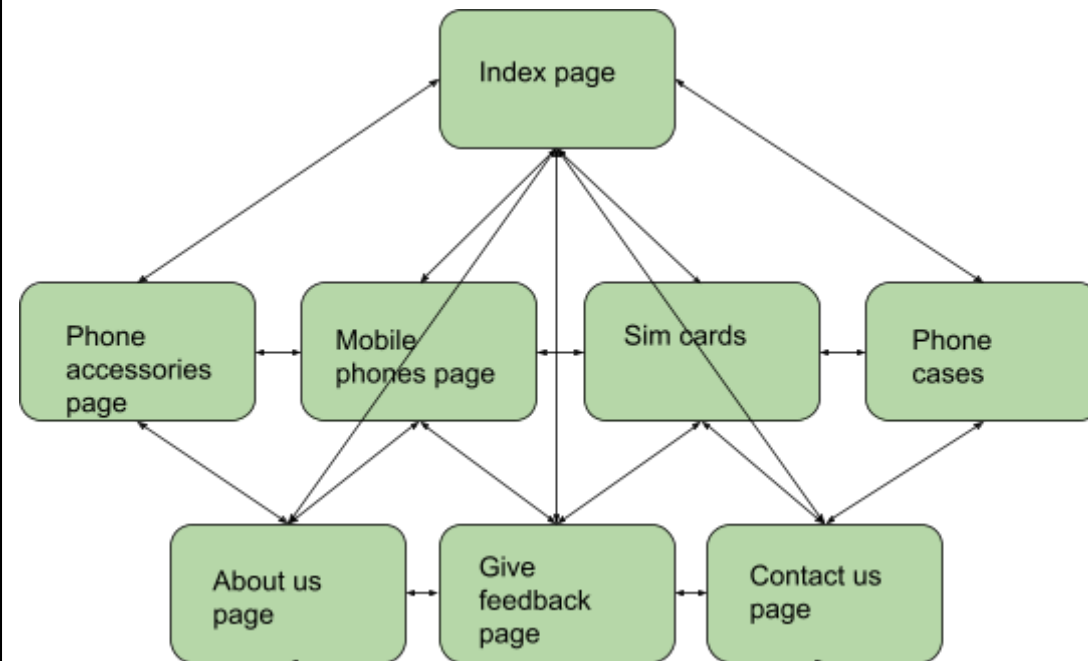 Index page
Phone
accessories
page
Mobile
phones page
Sim cards
Phone
cases
About us
page
Give
feedback
page
Contact us
page